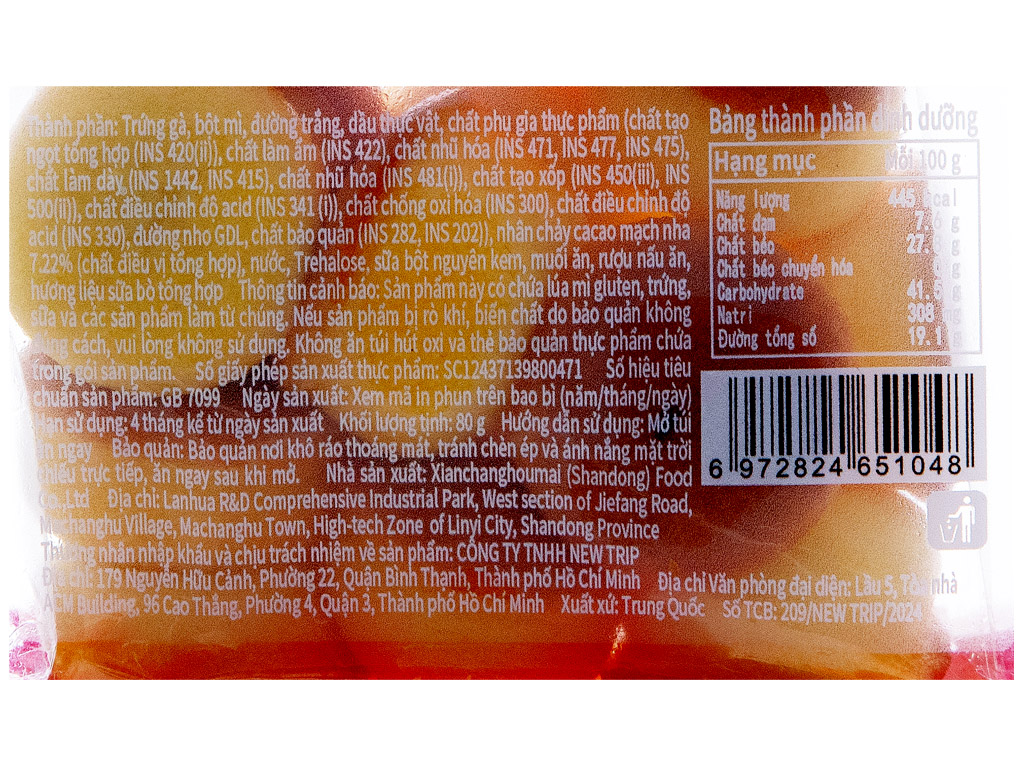 Thành phần: Trứng gà, bột mì, đường trắng, dầu thực vật, chất phụ gia thực phẩm (chất tạo
ngọt tổng hợp (INS 420(ii)), chất làm ẩm (INS 422), chất nhũ hóa (INS 471, INS 477, INS 475),
chất làm dày (INS 1442, INS 415), chất nhũ hóa (INS 481(i)), chất tạo xốp (INS 450(iii), INS
500(ii)), chất điều chỉnh độ acid (INS 341 (i)), chất chống oxi hóa (INS 300), chất điều chỉnh độ
acid (INS 330), đường nho GDL, chất bảo quản (INS 282, INS 202)), nhân chảy cacao mạch nha
7.22% (chất điều vị tổng hợp), nước, Trehalose, sữa bột nguyên kem, muối ăn, rượu nấu ăn,
hương liệu sữa bò tổng hợp Thông tin cảnh báo: Sản phẩm này có chứa lúa mì gluten, trứng,
sữa và các sản phẩm làm từ chúng. Nếu sản phẩm bị rò khí, biến chất do bảo quản không
đúng cách, vui lòng không sử dụng. Không ăn túi hút oxi và thẻ bảo quản thực phẩm chứa
trong gói sản phẩm. Số giấy phép sản xuất thực phẩm: SC12437139800471 Số hiệu tiêu
chuẩn sản phẩm: GB 7099 Ngày sản xuất: Xem mã in phun trên bao bì (năm/tháng/ngày)
Hạn sử dụng: 4 tháng kể từ ngày sản xuất Khối lượng tịnh: 80 g Hướng dẫn sử dụng: Mở túi
ăn ngay Bảo quản: Bảo quản nơi khô ráo thoáng mát, tránh chèn ép và ánh nắng mặt trời
chiếu trực tiếp, ăn ngay sau khi mở. Nhà sản xuất: Xianchanghoumai (Shandong) Food
Co.,Ltd Địa chỉ: Lanhua R&D Comprehensive Industrial Park, West section of Jiefang Road,
Machanghu Village, Machanghu Town, High-tech Zone of Linyi City, Shandong Province
Thương nhân nhập khẩu và chịu trách nhiệm về sản phẩm: CÔNG TY TNHH NEW TRIP
Địa chỉ: 179 Nguyễn Hữu Cảnh, Phường 22, Quận Bình Thạnh, Thành phố Hồ Chí Minh Địa chỉ Văn phòng đại diện: Lầu 5, Tòa nhà
ACM Building, 96 Cao Thắng, Phường 4, Quận 3, Thành phố Hồ Chí Minh Xuất xứ: Trung Quốc Số TCB: 209/NEW TRIP/2024
Bảng thành phần dinh dưỡng
Hạng mục Mỗi 100 g
Năng lượng 445 kcal
Chất đạm 7.6 g
Chất béo 27. g
Chất béo chuyển hóa g
Carbohydrate 41. g
Natri 308
Đường tổng số 19.1
6 972824 651048